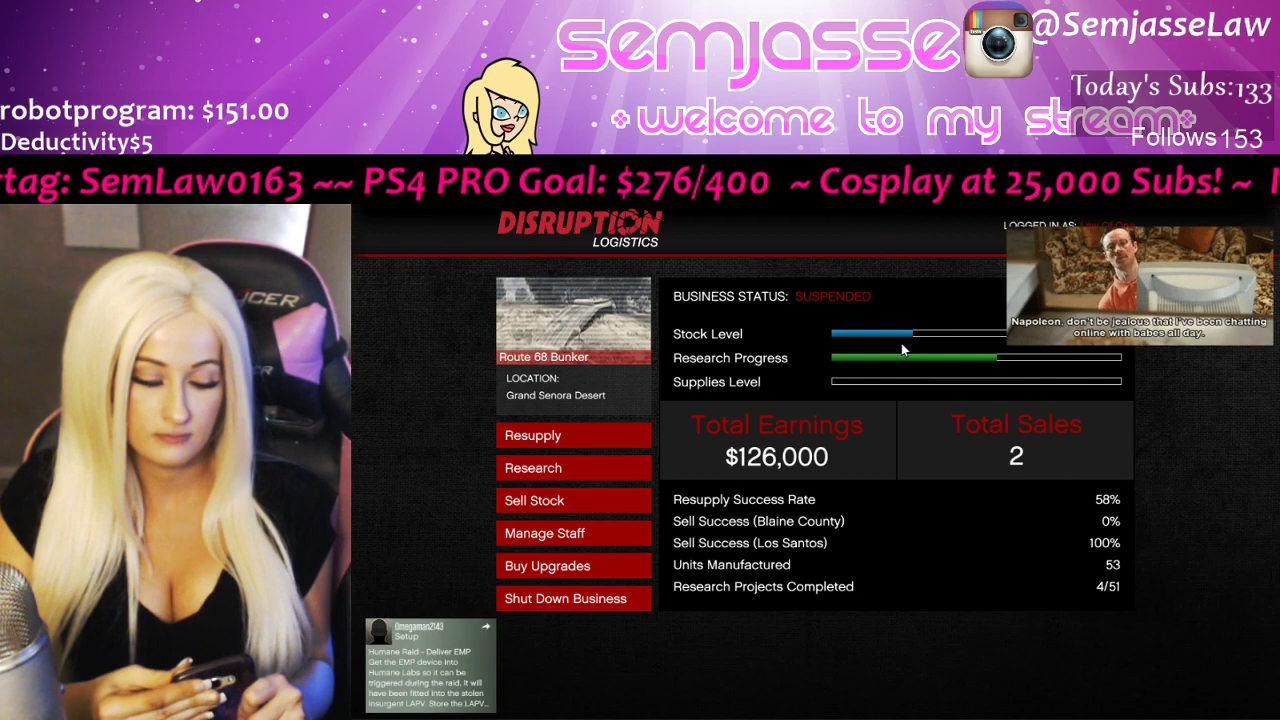 semjasse
@SemjasseLaw
welcome to my stream
Today's Subs:133
Follows153
robotprogram: $151.00
Deductivity$5
rtag: SemLaw0163 ~~ PS4 PRO Goal: $276/400 ~ Cosplay at 25,000 Subs! ~
DISRUPTION
LOGISTICS
LOGGED IN AS:
Napoleon, don't be jealous that I've been chatting
online with babes all day.
Route 68 Bunker
LOCATION:
Grand Senora Desert
Resupply
Research
Sell Stock
Manage Staff
Buy Upgrades
Shut Down Business
BUSINESS STATUS: SUSPENDED
Stock Level
Research Progress
Supplies Level
Total Earnings
$126,000
Total Sales
2
Resupply Success Rate 58%
Sell Success (Blaine County) 0%
Sell Success (Los Santos) 100%
Units Manufactured 53
Research Projects Completed 4/51
Omegaman2143
Setup
Humane Raid - Deliver EMP
Get the EMP device into
Humane Labs so it can be
triggered during the raid. It will
have been fitted into the stolen
Insurgent LAPV. Store the LAPV...